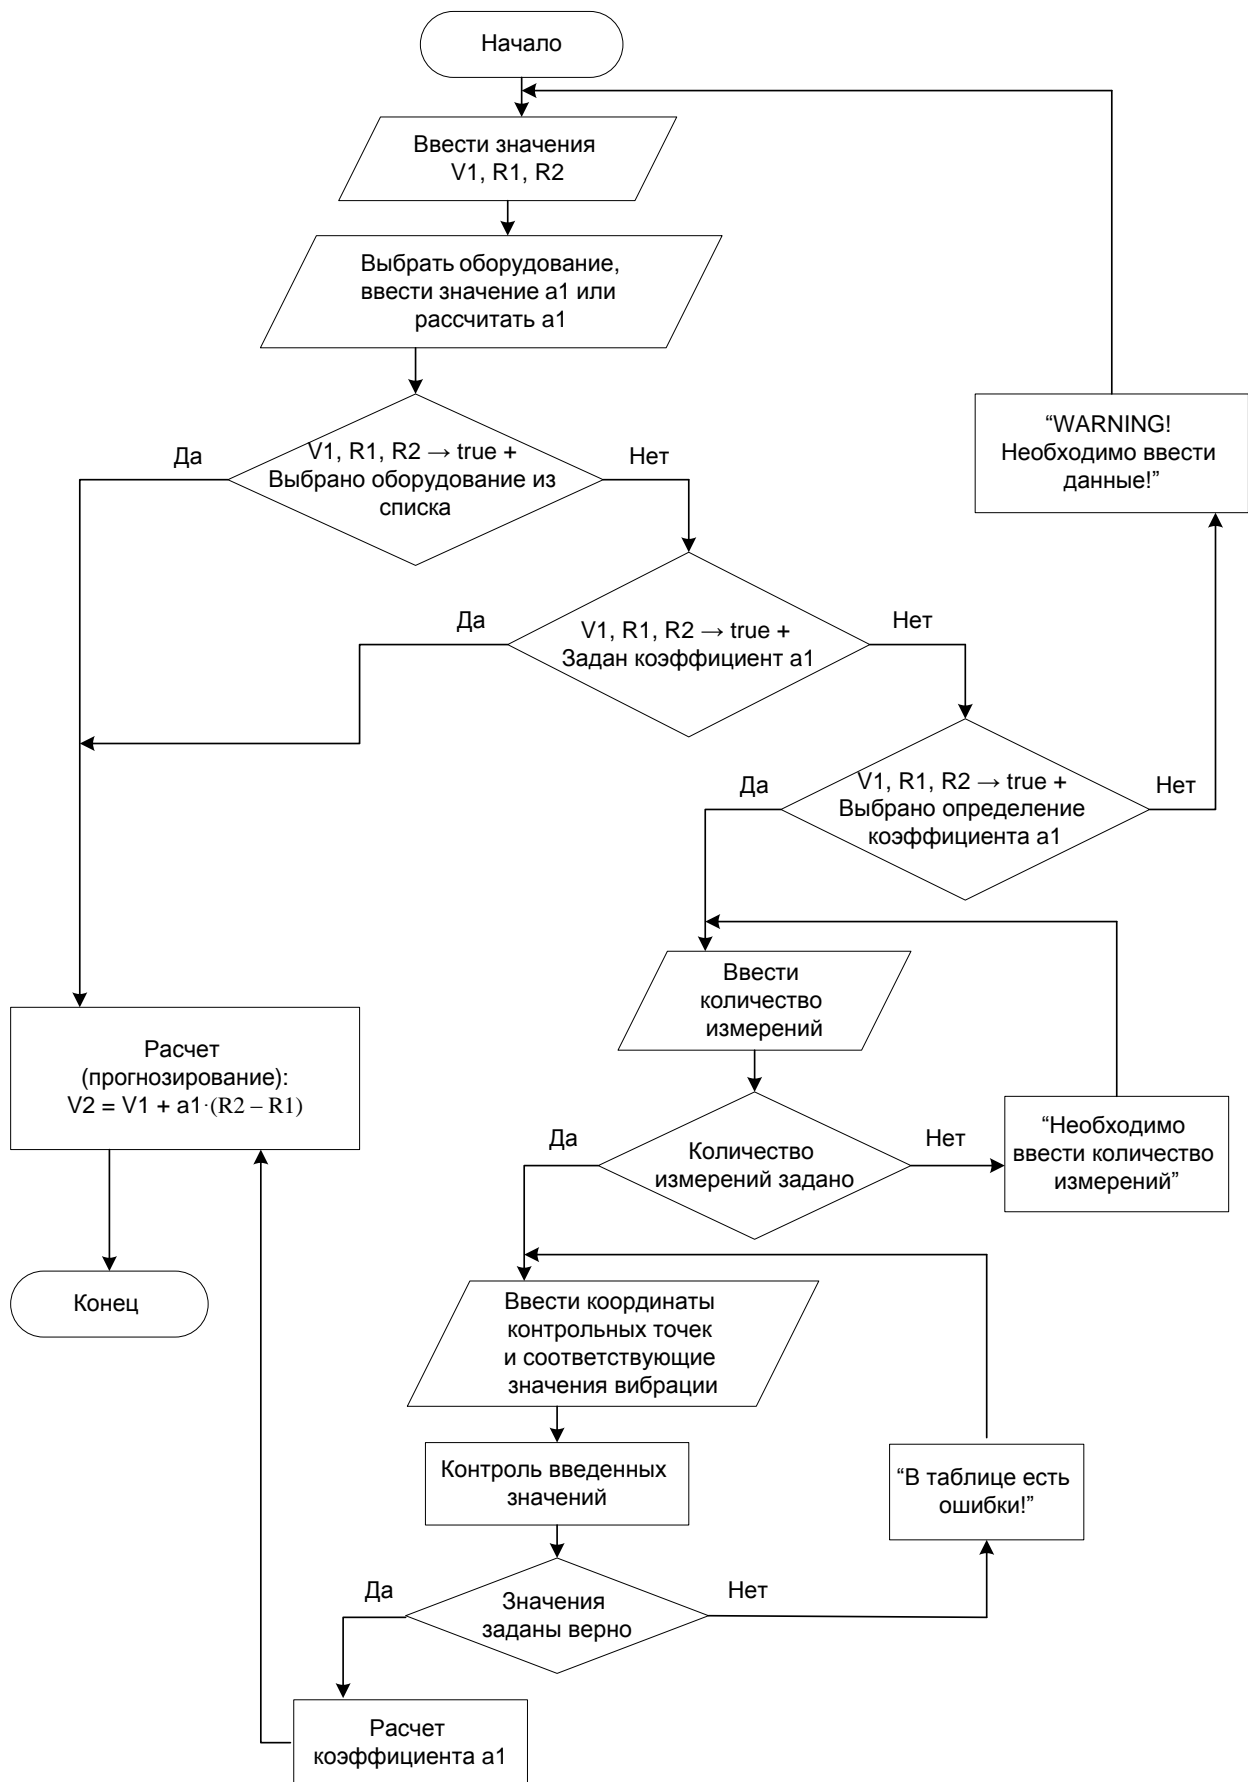 Начало
Ввести значения
V1, R1, R2
Выбрать оборудование,
ввести значение a1 или
рассчитать a1
“WARNING!
Необходимо ввести
данные!”
Да
V1, R1, R2 → true +
Выбрано оборудование из
списка
Нет
Да
V1, R1, R2 → true +
Задан коэффициент a1
Нет
Да
V1, R1, R2 → true +
Выбрано определение
коэффициента a1
Нет
Ввести
количество
измерений
Расчет
(прогнозирование):
V2 = V1 + a1·(R2 – R1)
Да
Количество
измерений задано
Нет
“Необходимо
ввести количество
измерений”
Конец
Ввести координаты
контрольных точек
и соответствующие
значения вибрации
Контроль введенных
значений
“В таблице есть
ошибки!”
Да
Значения
заданы верно
Нет
Расчет
коэффициента a1